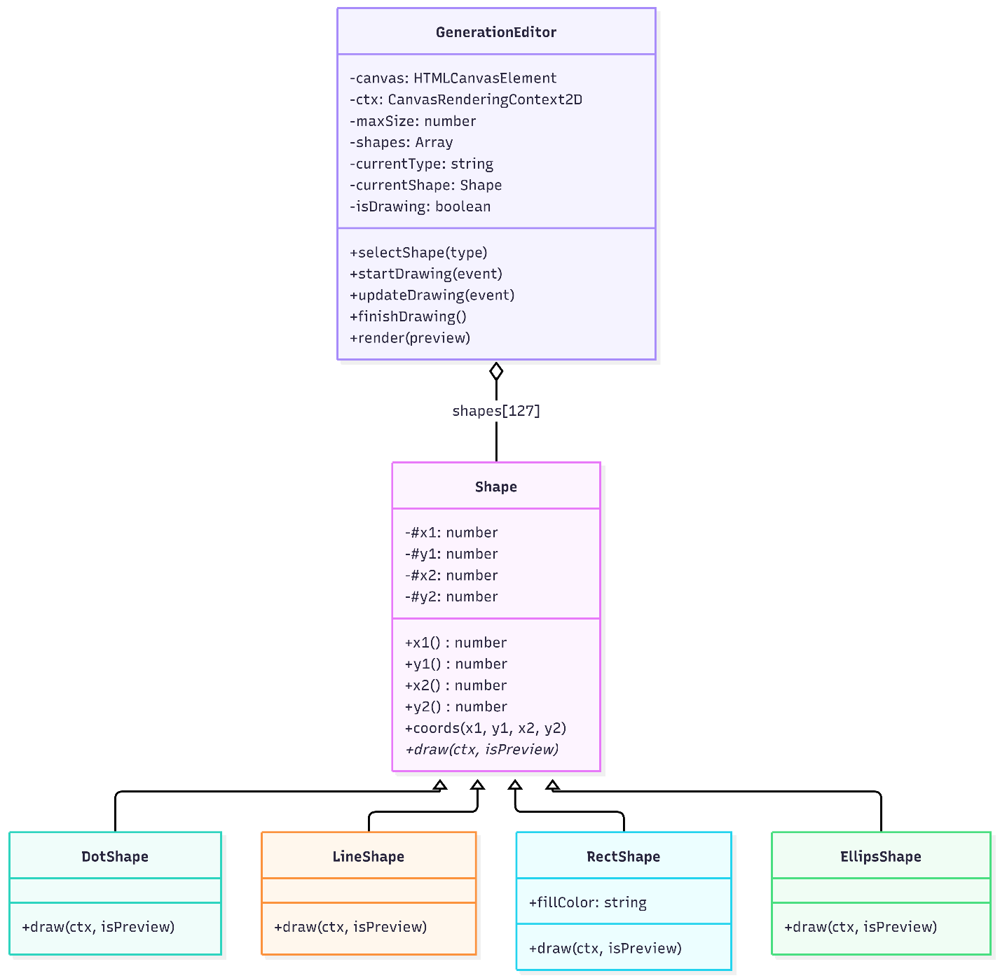 GenerationEditor
-canvas: HTMLCanvasElement
-ctx: CanvasRenderingContext2D
-maxSize: number
-shapes: Array
-currentType: string
-currentShape: Shape
-isDrawing: boolean
+selectShape(type)
+startDrawing(event)
+updateDrawing(event)
+finishDrawing()
+render(preview)
shapes[127]
Shape
-#x1: number
-#y1: number
-#x2: number
-#y2: number
+x1() : number
+y1() : number
+x2() : number
+y2() : number
+coords(x1, y1, x2, y2)
+draw(ctx, isPreview)
DotShape
+draw(ctx, isPreview)
LineShape
+draw(ctx, isPreview)
RectShape
+fillColor: string
+draw(ctx, isPreview)
EllipsShape
+draw(ctx, isPreview)